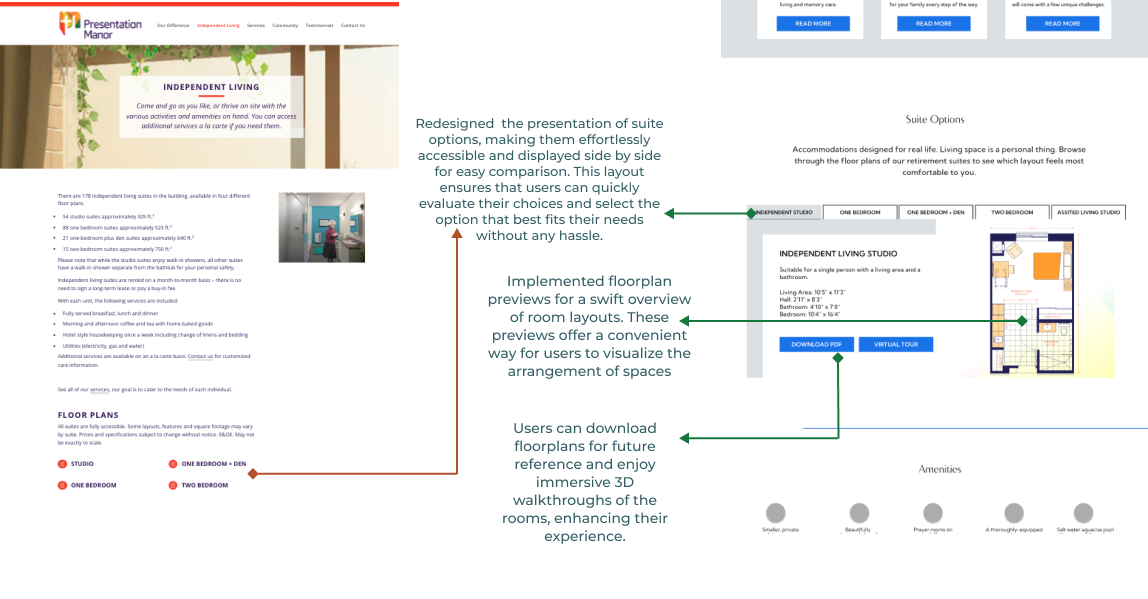 Presentation
Manor
Our Difference Independent Living Services Community Testimonials Contact Us
INDEPENDENT LIVING
Come and go as you like, or thrive on site with the
various activities and amenities on hand. You can access
additional services a la carte if you need them.
There are 178 independent living suites in the building, available in four different
floor plans.
54 studio suites approximately 325 ft.²
88 one bedroom suites approximately 525 ft.²
21 one bedroom plus den suites approximately 640 ft.²
15 two bedroom suites approximately 750 ft.²
Please note that while the studio suites enjoy walk-in showers, all other suites
have a walk-in shower separate from the bathtub for your personal safety.
Independent living suites are rented on a month-to-month basis – there is no
need to sign a long-term lease or pay a buy-in fee.
With each unit, the following services are included:
Fully served breakfast, lunch and dinner
Morning and afternoon coffee and tea with home-baked goods
Hotel style housekeeping once a week including change of linens and bedding
Utilities (electricity, gas and water)
Additional services are available on an a la carte basis. Contact us for customized
care information.
See all of our services, our goal is to cater to the needs of each individual.
FLOOR PLANS
All suites are fully accessible. Some layouts, features and square footage may vary
by suite. Prices and specifications subject to change without notice. E&OE. May not
be exactly to scale.
STUDIO
ONE BEDROOM + DEN
ONE BEDROOM
TWO BEDROOM
Redesigned the presentation of suite
options, making them effortlessly
accessible and displayed side by side
for easy comparison. This layout
ensures that users can quickly
evaluate their choices and select the
option that best fits their needs
without any hassle.
Implemented floorplan
previews for a swift overview
of room layouts. These
previews offer a convenient
way for users to visualize the
arrangement of spaces
Users can download
floorplans for future
reference and enjoy
immersive 3D
walkthroughs of the
rooms, enhancing their
experience.
living and memory care.
for your family every step of the way.
will come with a few unique challenges.
READ MORE
READ MORE
READ MORE
Suite Options
Accommodations designed for real life. Living space is a personal thing. Browse
through the floor plans of our retirement suites to see which layout feels most
comfortable to you.
INDEPENDENT STUDIO
ONE BEDROOM
ONE BEDROOM + DEN
TWO BEDROOM
ASSITED LIVING STUDIO
INDEPENDENT LIVING STUDIO
Suitable for a single person with a living area and a
bathroom.
Living Area: 10'5" x 11'3"
Hall: 2'11" x 8'3"
Bathroom: 4'10" x 7'8"
Bedroom: 10'4" x 16'4"
DOWNLOAD PDF
VIRTUAL TOUR
Amenities
Smaller, private
Beautifully
Prayer rooms on
A thoroughly-equipped
Salt water aquacise pool